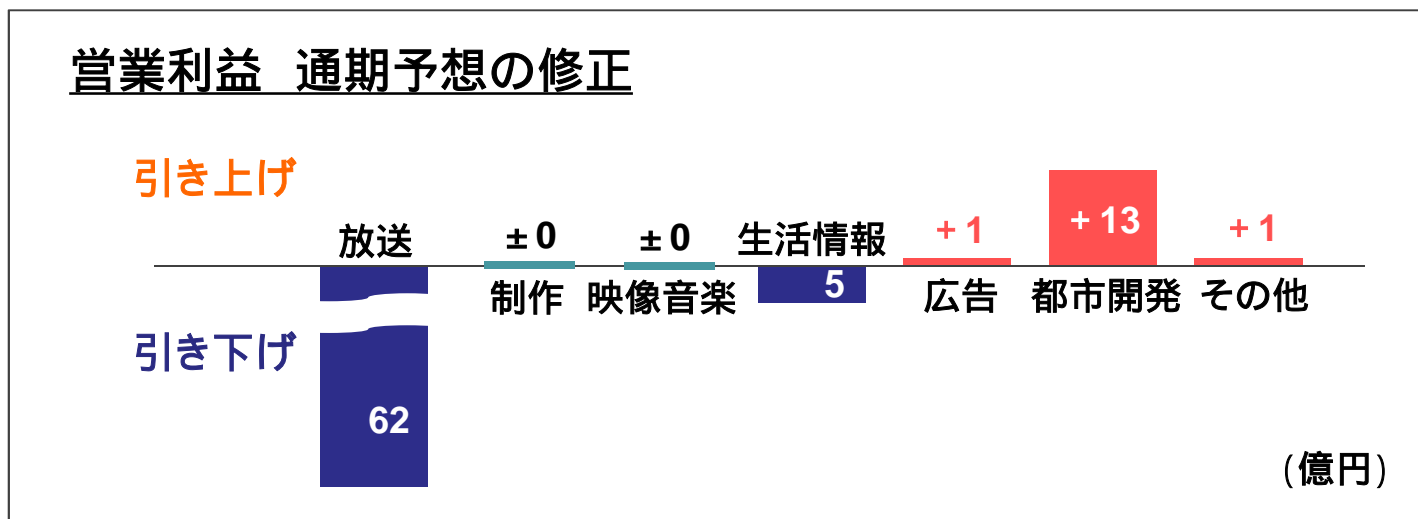 営業利益　通期予想の修正
引き上げ
放送
±0
±0
生活情報
+1
+13
+1
制作
映像音楽
5
広告
都市開発
その他
引き下げ
62
(億円)